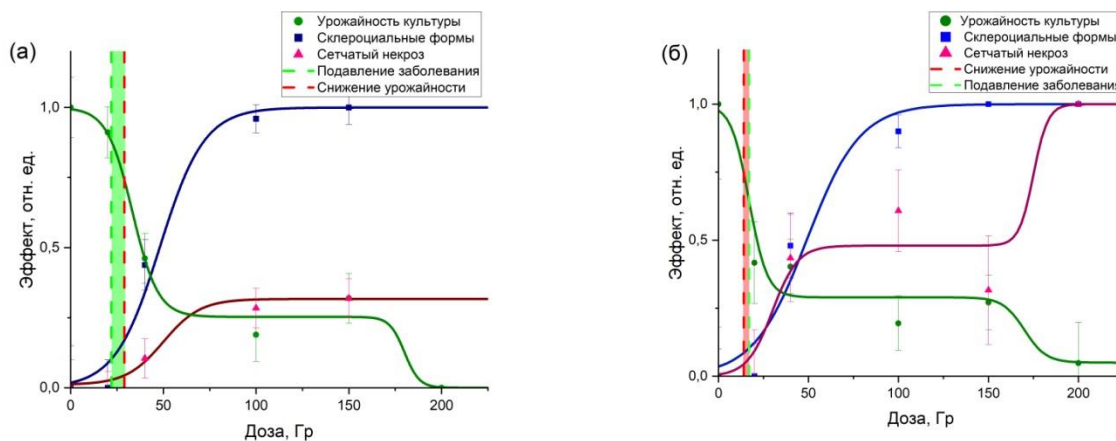 (а)
Урожайность культуры
Склероциальные формы
Сетчатый некроз
Подавление заболевания
Снижение урожайности
1,0
0,5
0,0
Эффект, отн. ед.
0
50
100
150
200
Доза, Гр
(б)
Урожайность культуры
Склероциальные формы
Сетчатый некроз
Снижение урожайности
Подавление заболевания
1,0
0,5
0,0
Эффект, отн. ед.
0
50
100
150
200
Доза, Гр